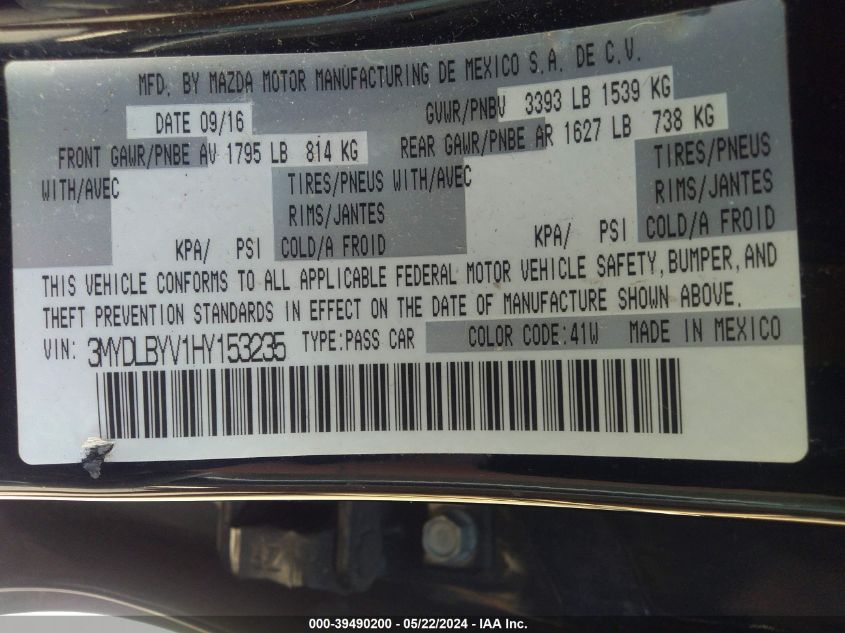 MFD. BY MAZDA MOTOR MANUFACTURING DE MEXICO S.A. DE C.V.
DATE 09/16 GVWR/PNBV 3393 LB 1539 KG
FRONT GAWR/PNBE AV 1795 LB 814 KG REAR GAWR/PNBE AR 1627 LB 738 KG
WITH/AVEC TIRES/PNEUS WITH/AVEC TIRES/PNEUS
RIMS/JANTES RIMS/JANTES
KPA/ PSI COLD/A FROID KPA/ PSI COLD/A FROID
THIS VEHICLE CONFORMS TO ALL APPLICABLE FEDERAL MOTOR VEHICLE SAFETY, BUMPER, AND
THEFT PREVENTION STANDARDS IN EFFECT ON THE DATE OF MANUFACTURE SHOWN ABOVE.
VIN: 3MYDLBYV1HY153235 TYPE:PASS CAR COLOR CODE:41W MADE IN MEXICO
000-39490200 - 05/22/2024 - IAA Inc.